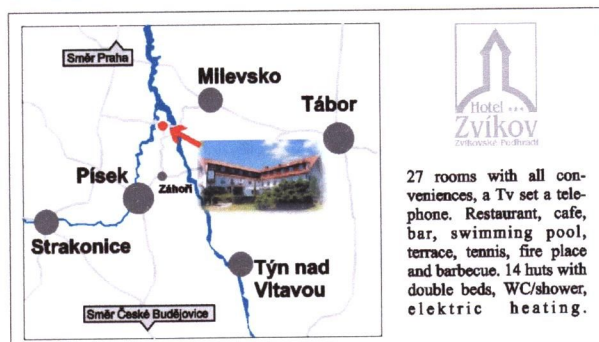 Směr Praha
Milevsko
Tábor
Písek
Záhoří
Strakonice
Týn nad
Vltavou
Směr České Budějovice
Hotel ***
Zvíkov
Zvíkovské Podhradí
27 rooms with all con-
veniences, a Tv set a tele-
phone. Restaurant, cafe,
bar, swimming pool,
terrace, tennis, fire place
and barbecue. 14 huts with
double beds, WC/shower,
elektric heating.